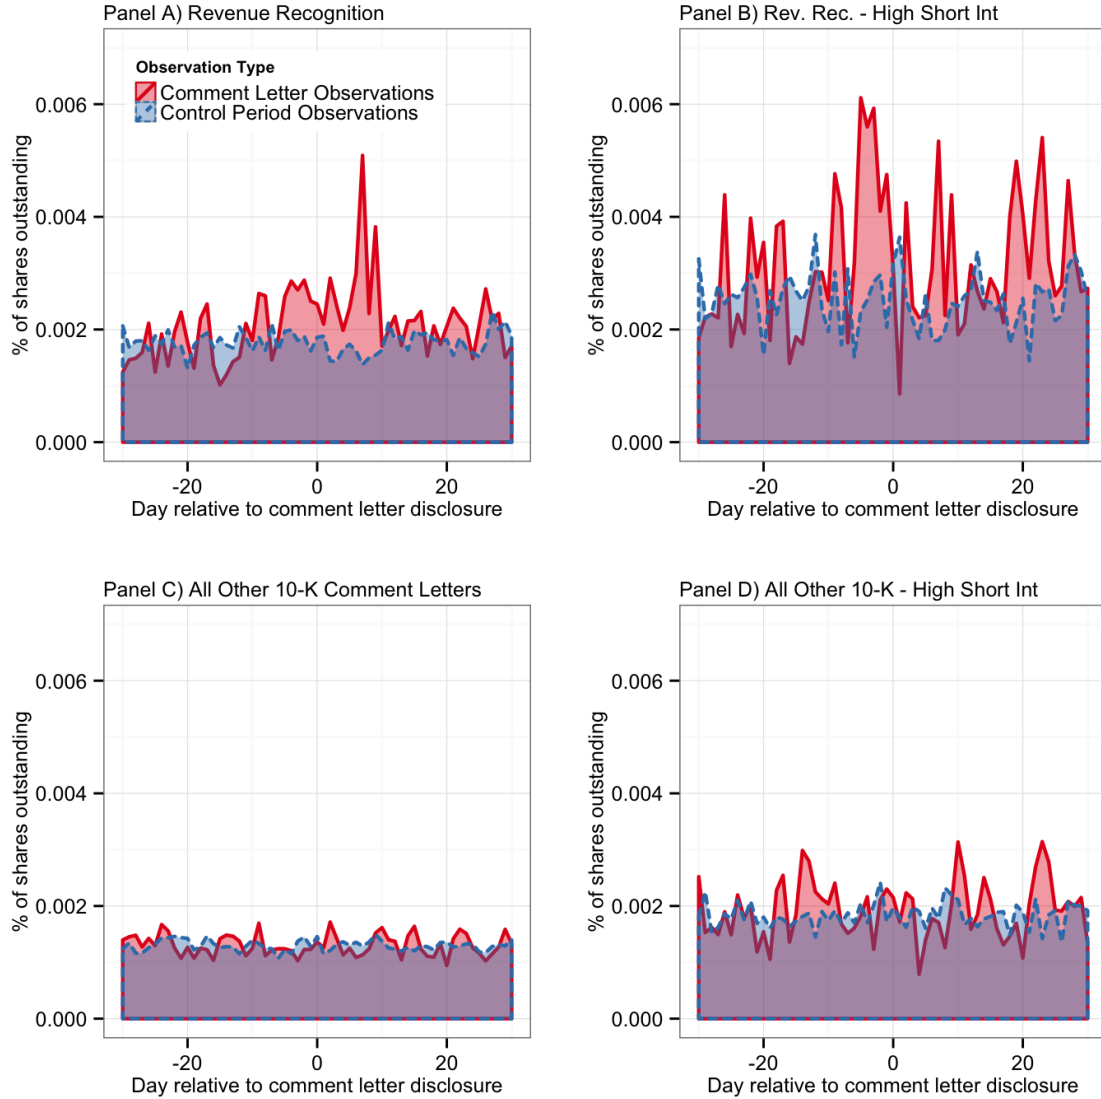 Panel A) Revenue Recognition
% of shares outstanding
0.006
0.004
0.002
0.000
Observation Type
Comment Letter Observations
Control Period Observations
-20 0 20
Day relative to comment letter disclosure
Panel B) Rev. Rec. - High Short Int
% of shares outstanding
0.006
0.004
0.002
0.000
-20 0 20
Day relative to comment letter disclosure
Panel C) All Other 10-K Comment Letters
% of shares outstanding
0.006
0.004
0.002
0.000
-20 0 20
Day relative to comment letter disclosure
Panel D) All Other 10-K - High Short Int
% of shares outstanding
0.006
0.004
0.002
0.000
-20 0 20
Day relative to comment letter disclosure